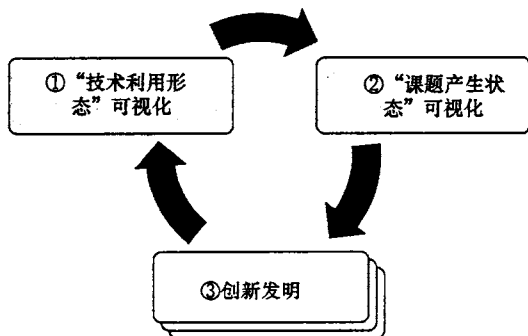 ①“技术利用形
态”可视化
②“课题产生状
态”可视化
③创新发明